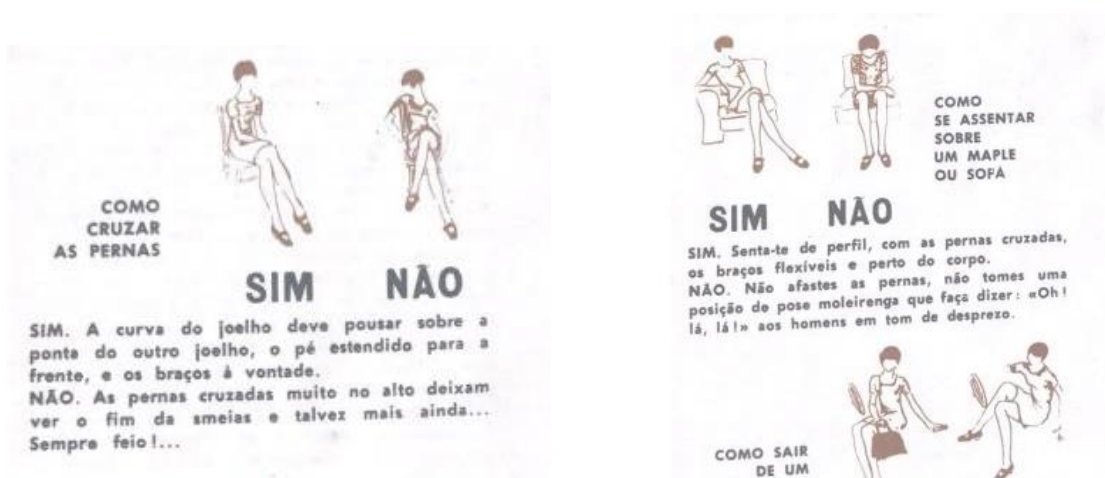 COMO
CRUZAR
AS PERNAS
SIM NÃO
SIM. A curva do joelho deve pousar sobre a
ponta do outro joelho, o pé estendido para a
frente, e os braços à vontade.
NÃO. As pernas cruzadas muito no alto deixam
ver o fim da smeias e talvez mais ainda...
Sempre feio!...
COMO
SE ASSENTAR
SOBRE
UM MAPLE
OU SOFÁ
SIM NÃO
SIM. Senta-te de perfil, com as pernas cruzadas,
os braços flexíveis e perto do corpo.
NÃO. Não afastes as pernas, não tomes uma
posição de pose moleirenga que faça dizer: «Oh!
lá, lá!» aos homens em tom de desprezo.
COMO SAIR
DE UM